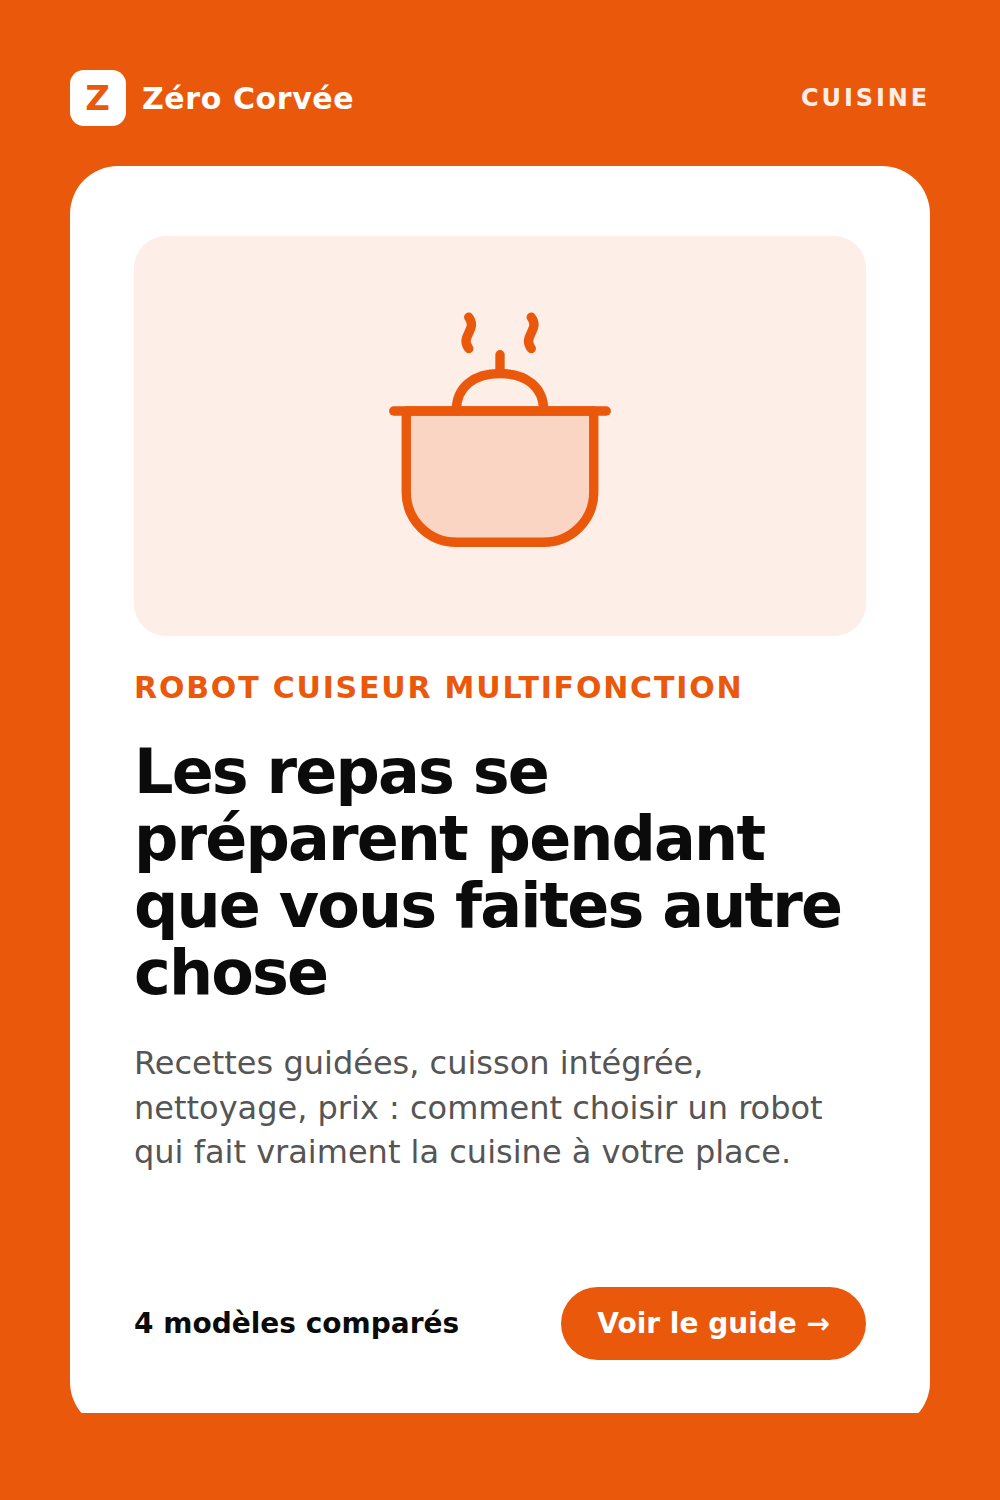 Z Zéro Corvée
CUISINE
ROBOT CUISEUR MULTIFONCTION
Les repas se
préparent pendant
que vous faites autre
chose
Recettes guidées, cuisson intégrée,
nettoyage, prix : comment choisir un robot
qui fait vraiment la cuisine à votre place.
4 modèles comparés
Voir le guide →